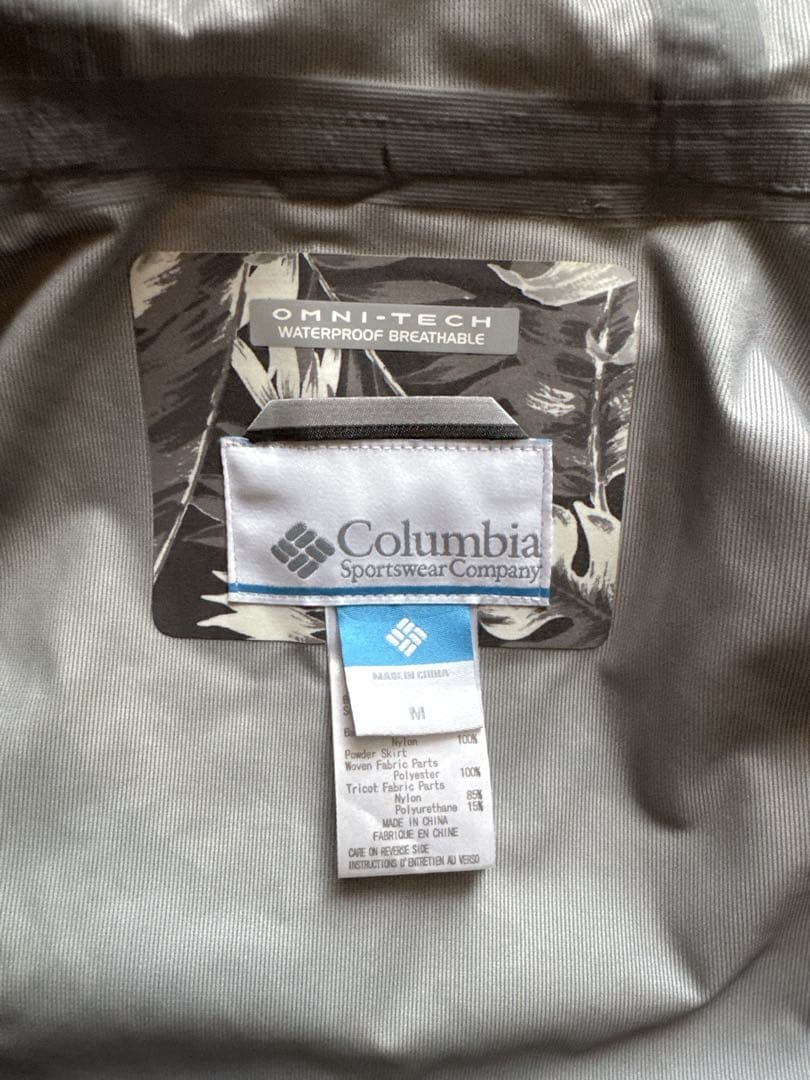 OMNI-TECH
WATERPROOF BREATHABLE
Columbia
Sportswear Company
MADE IN CHINA
M
Nylon 100%
Powder Skirt
Woven Fabric Parts
Polyester 100%
Tricot Fabric Parts
Nylon 85%
Polyurethane 15%
MADE IN CHINA
FABRIQUE EN CHINE
CARE ON REVERSE SIDE
INSTRUCTIONS D'ENTRETIEN AU VERSO